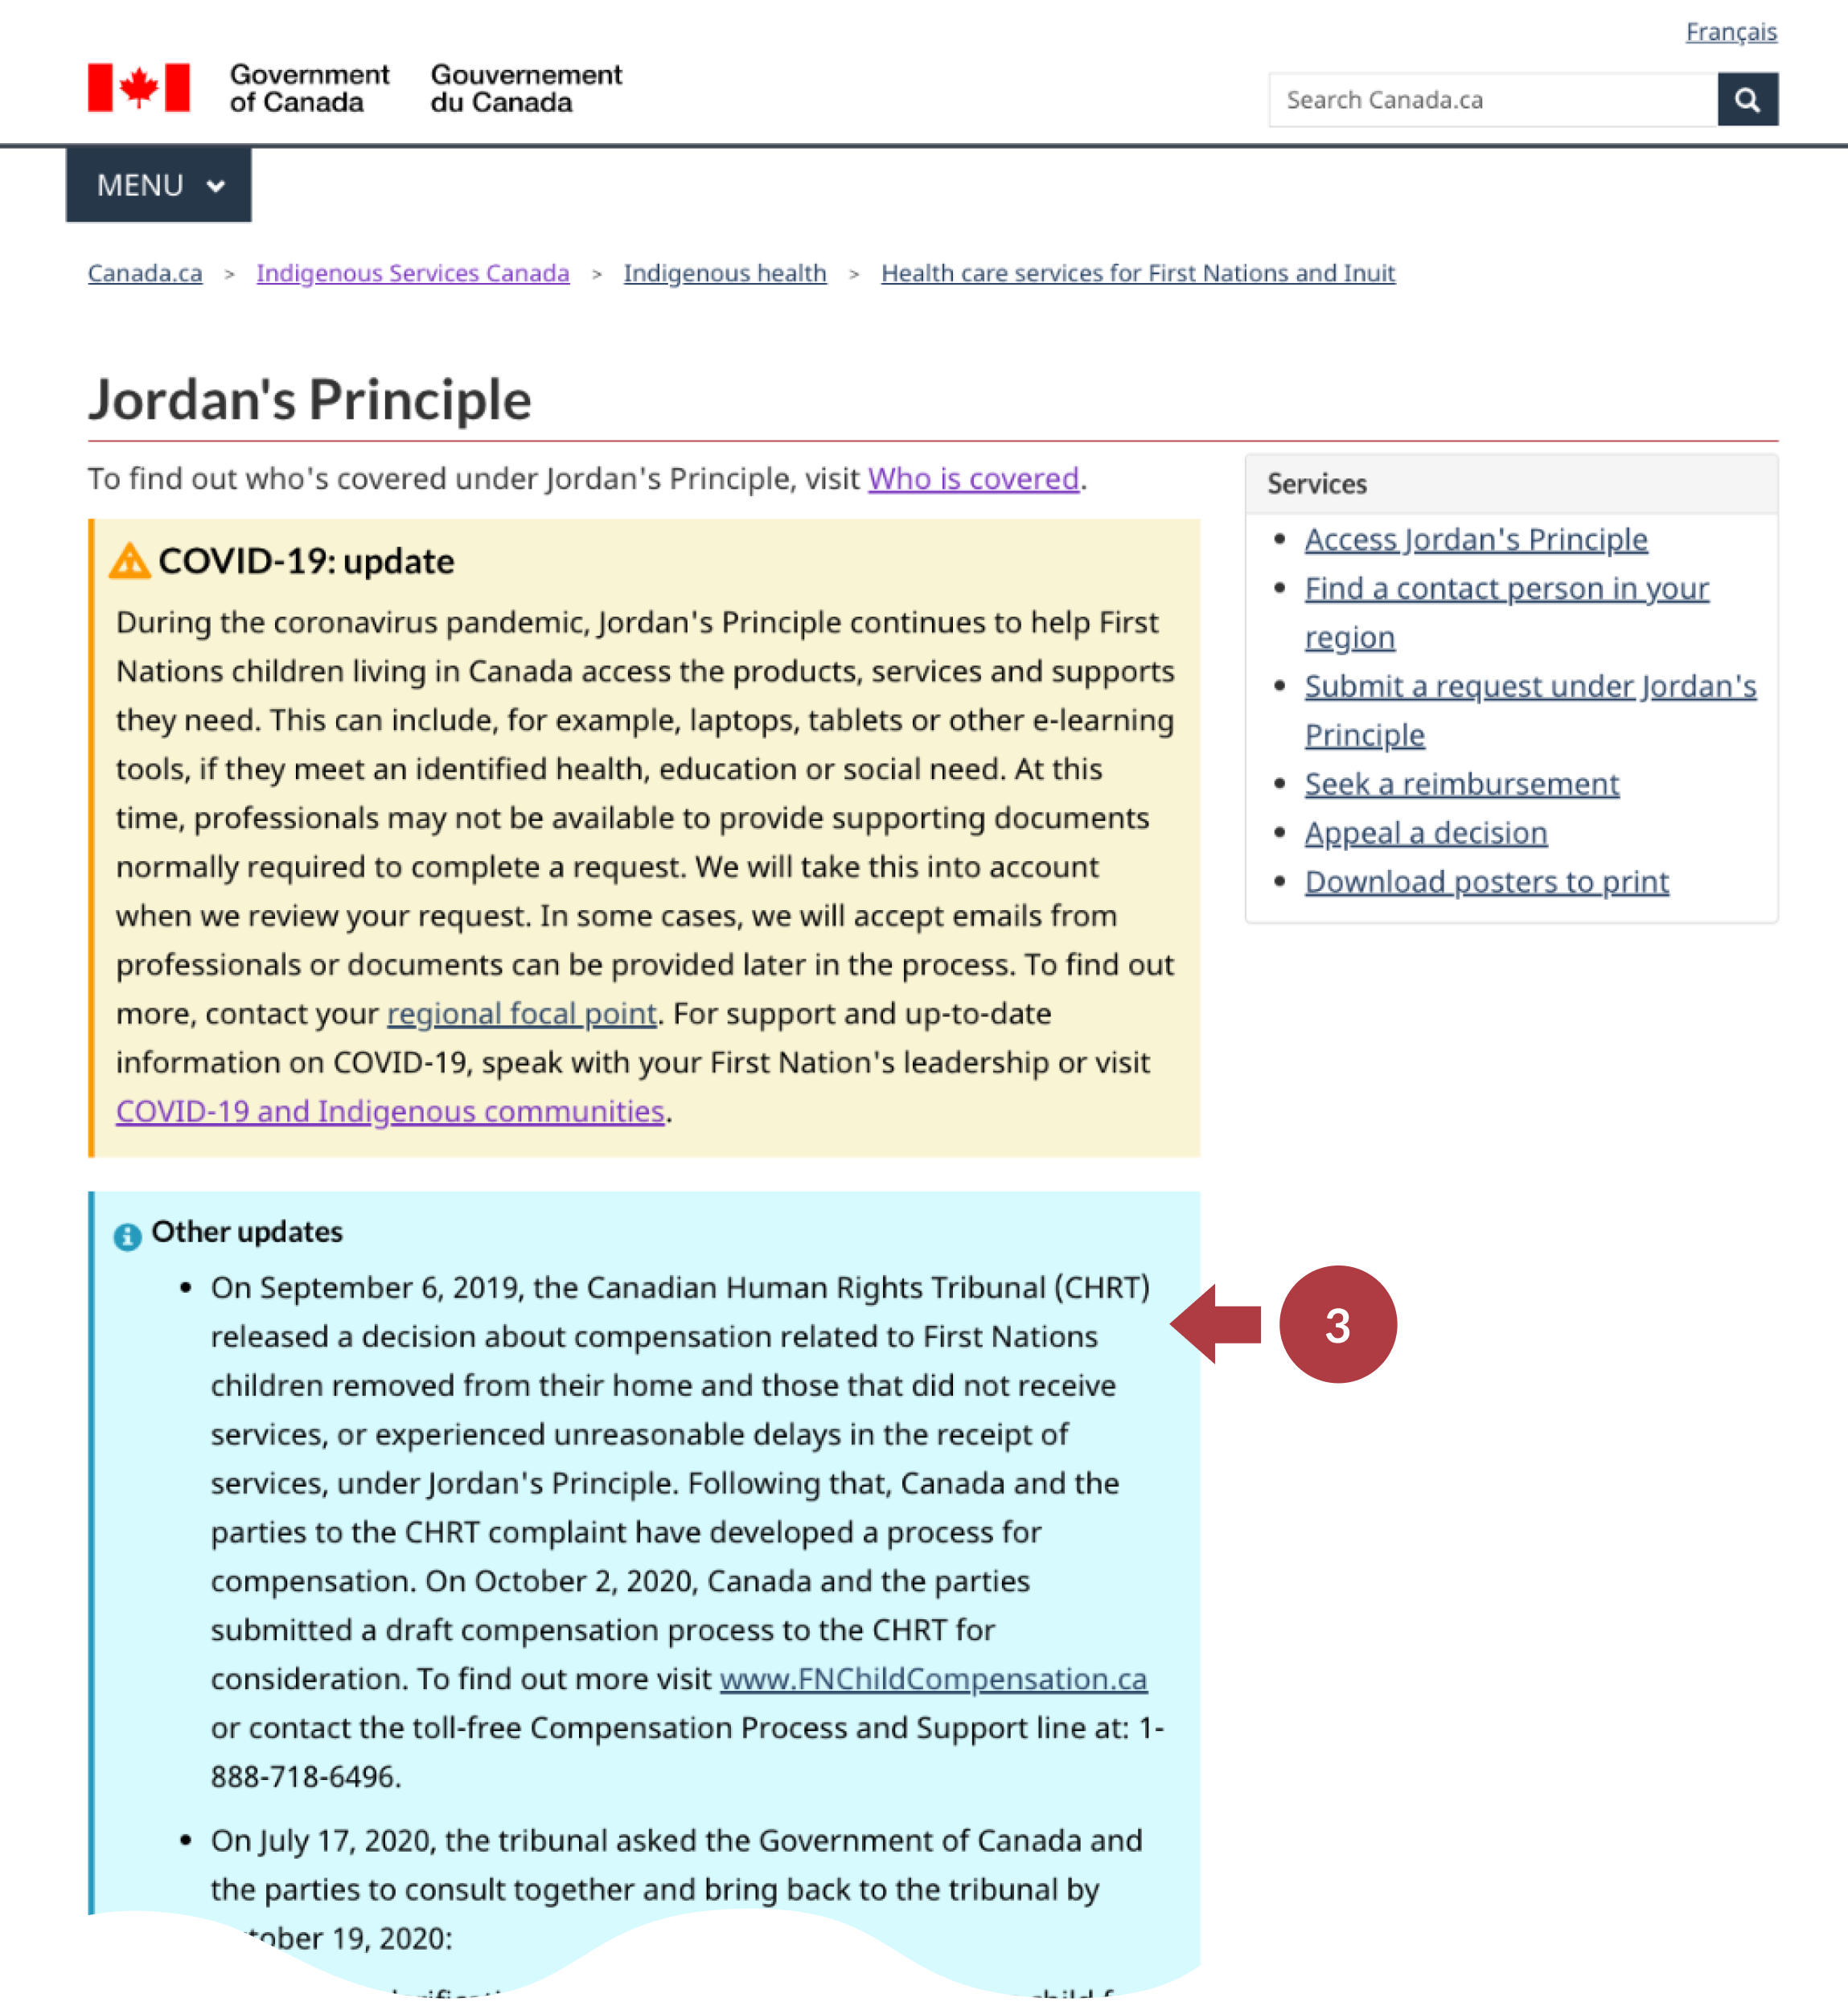 Français
Government
of Canada
Gouvernement
du Canada
Search Canada.ca
MENU
Canada.ca > Indigenous Services Canada > Indigenous health > Health care services for First Nations and Inuit
Jordan's Principle
To find out who's covered under Jordan's Principle, visit Who is covered.
COVID-19: update
During the coronavirus pandemic, Jordan's Principle continues to help First
Nations children living in Canada access the products, services and supports
they need. This can include, for example, laptops, tablets or other e-learning
tools, if they meet an identified health, education or social need. At this
time, professionals may not be available to provide supporting documents
normally required to complete a request. We will take this into account
when we review your request. In some cases, we will accept emails from
professionals or documents can be provided later in the process. To find out
more, contact your regional focal point. For support and up-to-date
information on COVID-19, speak with your First Nation's leadership or visit
COVID-19 and Indigenous communities.
Services
• Access Jordan's Principle
• Find a contact person in your
region
• Submit a request under Jordan's
Principle
• Seek a reimbursement
• Appeal a decision
• Download posters to print
Other updates
• On September 6, 2019, the Canadian Human Rights Tribunal (CHRT)
released a decision about compensation related to First Nations
children removed from their home and those that did not receive
services, or experienced unreasonable delays in the receipt of
services, under Jordan's Principle. Following that, Canada and the
parties to the CHRT complaint have developed a process for
compensation. On October 2, 2020, Canada and the parties
submitted a draft compensation process to the CHRT for
consideration. To find out more visit www.FNChildCompensation.ca
or contact the toll-free Compensation Process and Support line at: 1-
888-718-6496.
3
• On July 17, 2020, the tribunal asked the Government of Canada and
the parties to consult together and bring back to the tribunal by
tober 19, 2020: